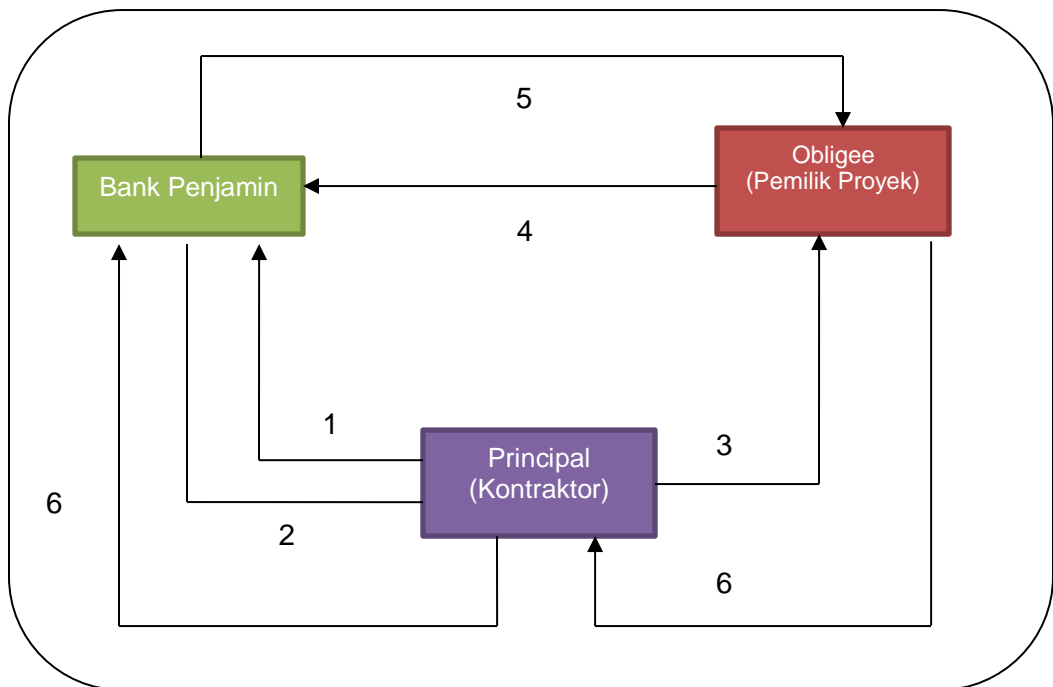 5
Bank Penjamin
Obligee
(Pemilik Proyek)
4
1
Principal
(Kontraktor)
3
6
2
6